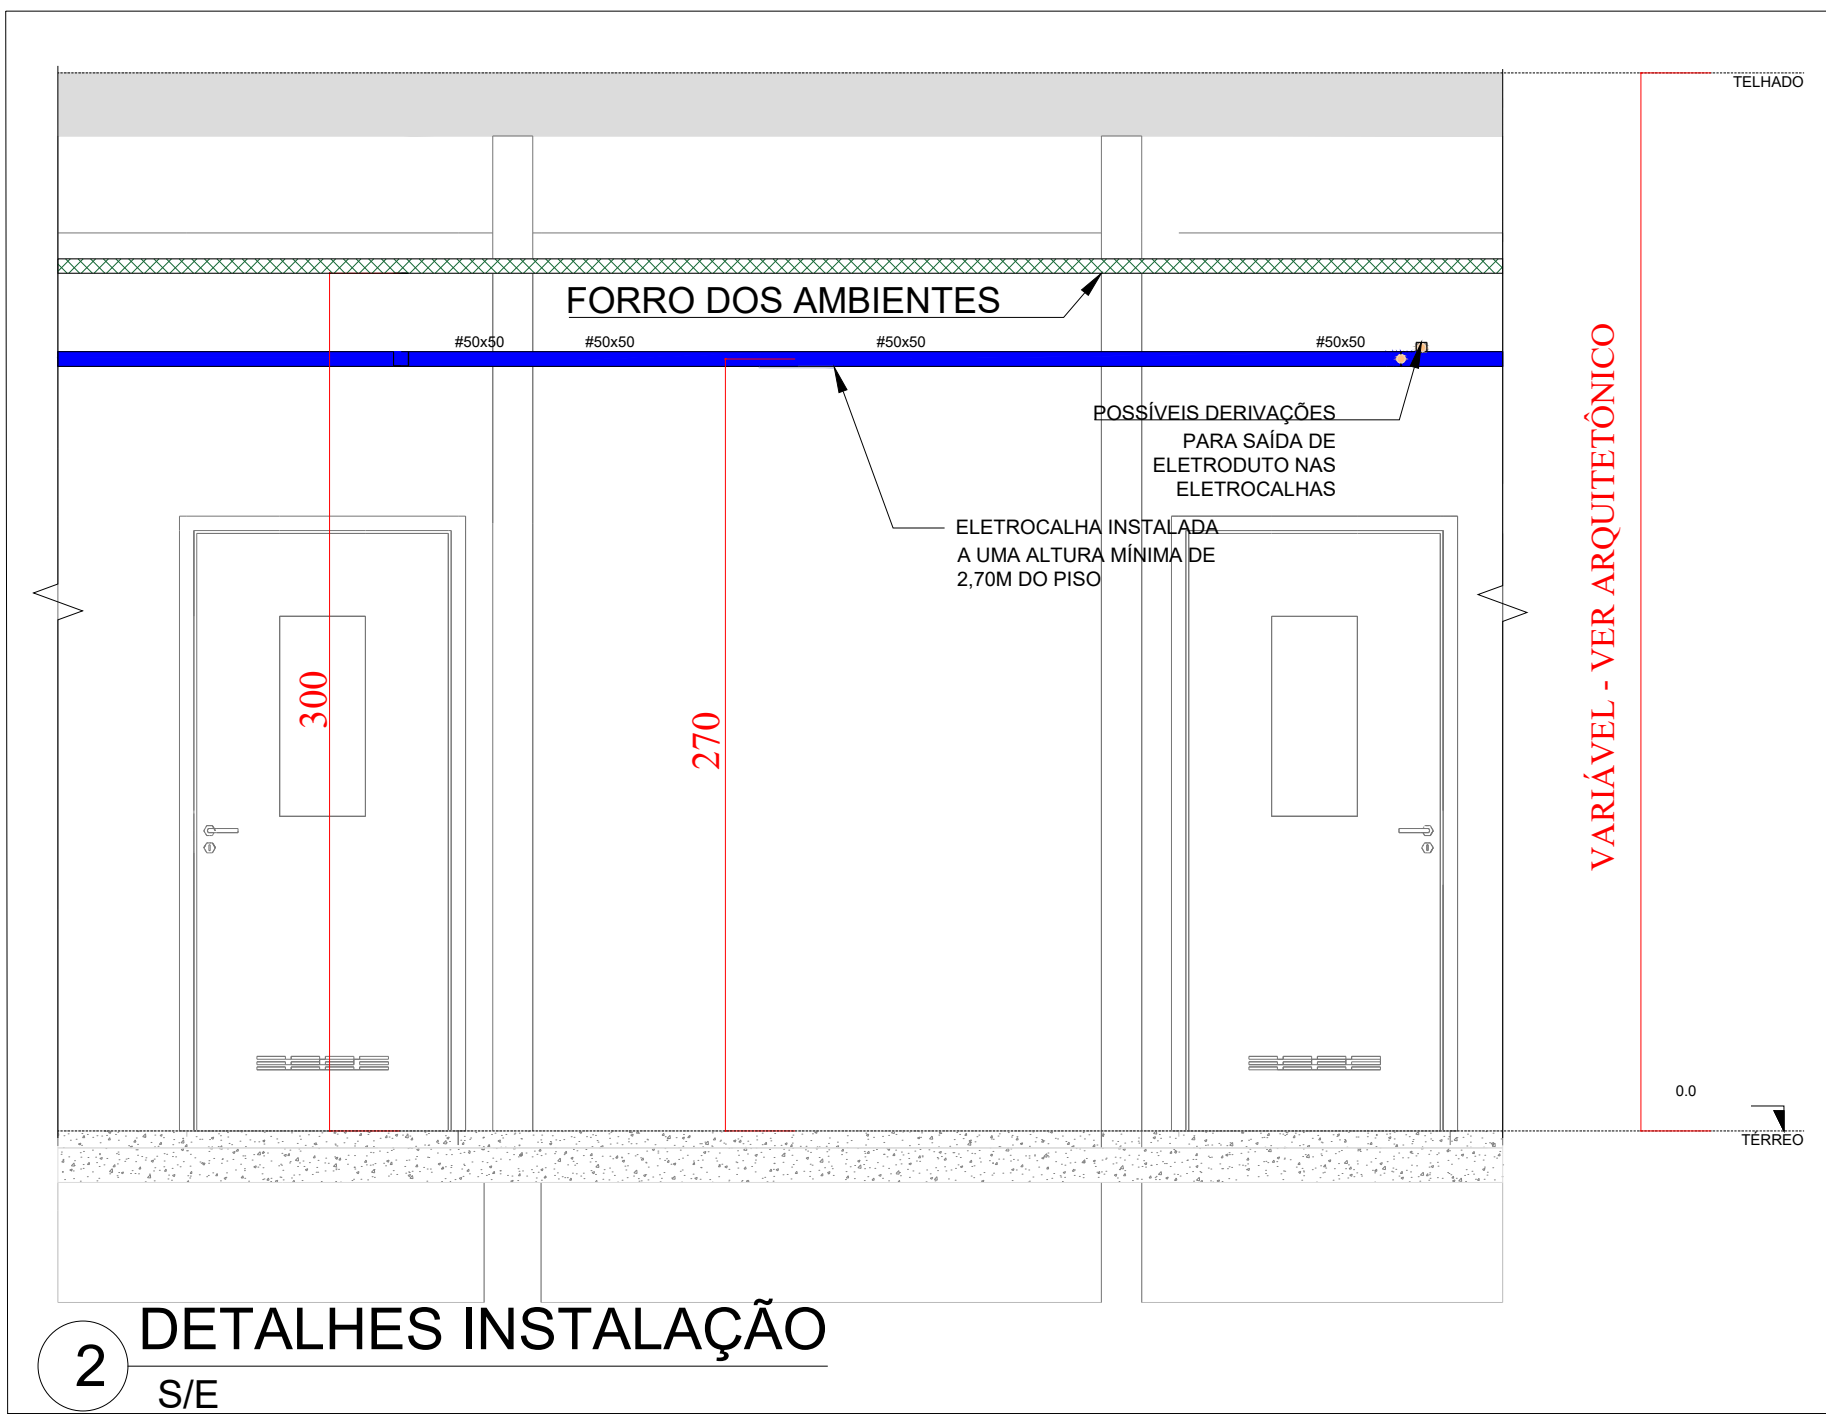 TELHADO
FORRO DOS AMBIENTES
#50x50 #50x50 #50x50 #50x50
POSSÍVEIS DERIVAÇÕES
PARA SAÍDA DE
ELETRODUTO NAS
ELETROCALHAS
ELETROCALHA INSTALADA
A UMA ALTURA MÍNIMA DE
2,70M DO PISO
300
270
VARIÁVEL - VER ARQUITETÔNICO
0.0
TÉRREO
2
DETALHES INSTALAÇÃO
S/E